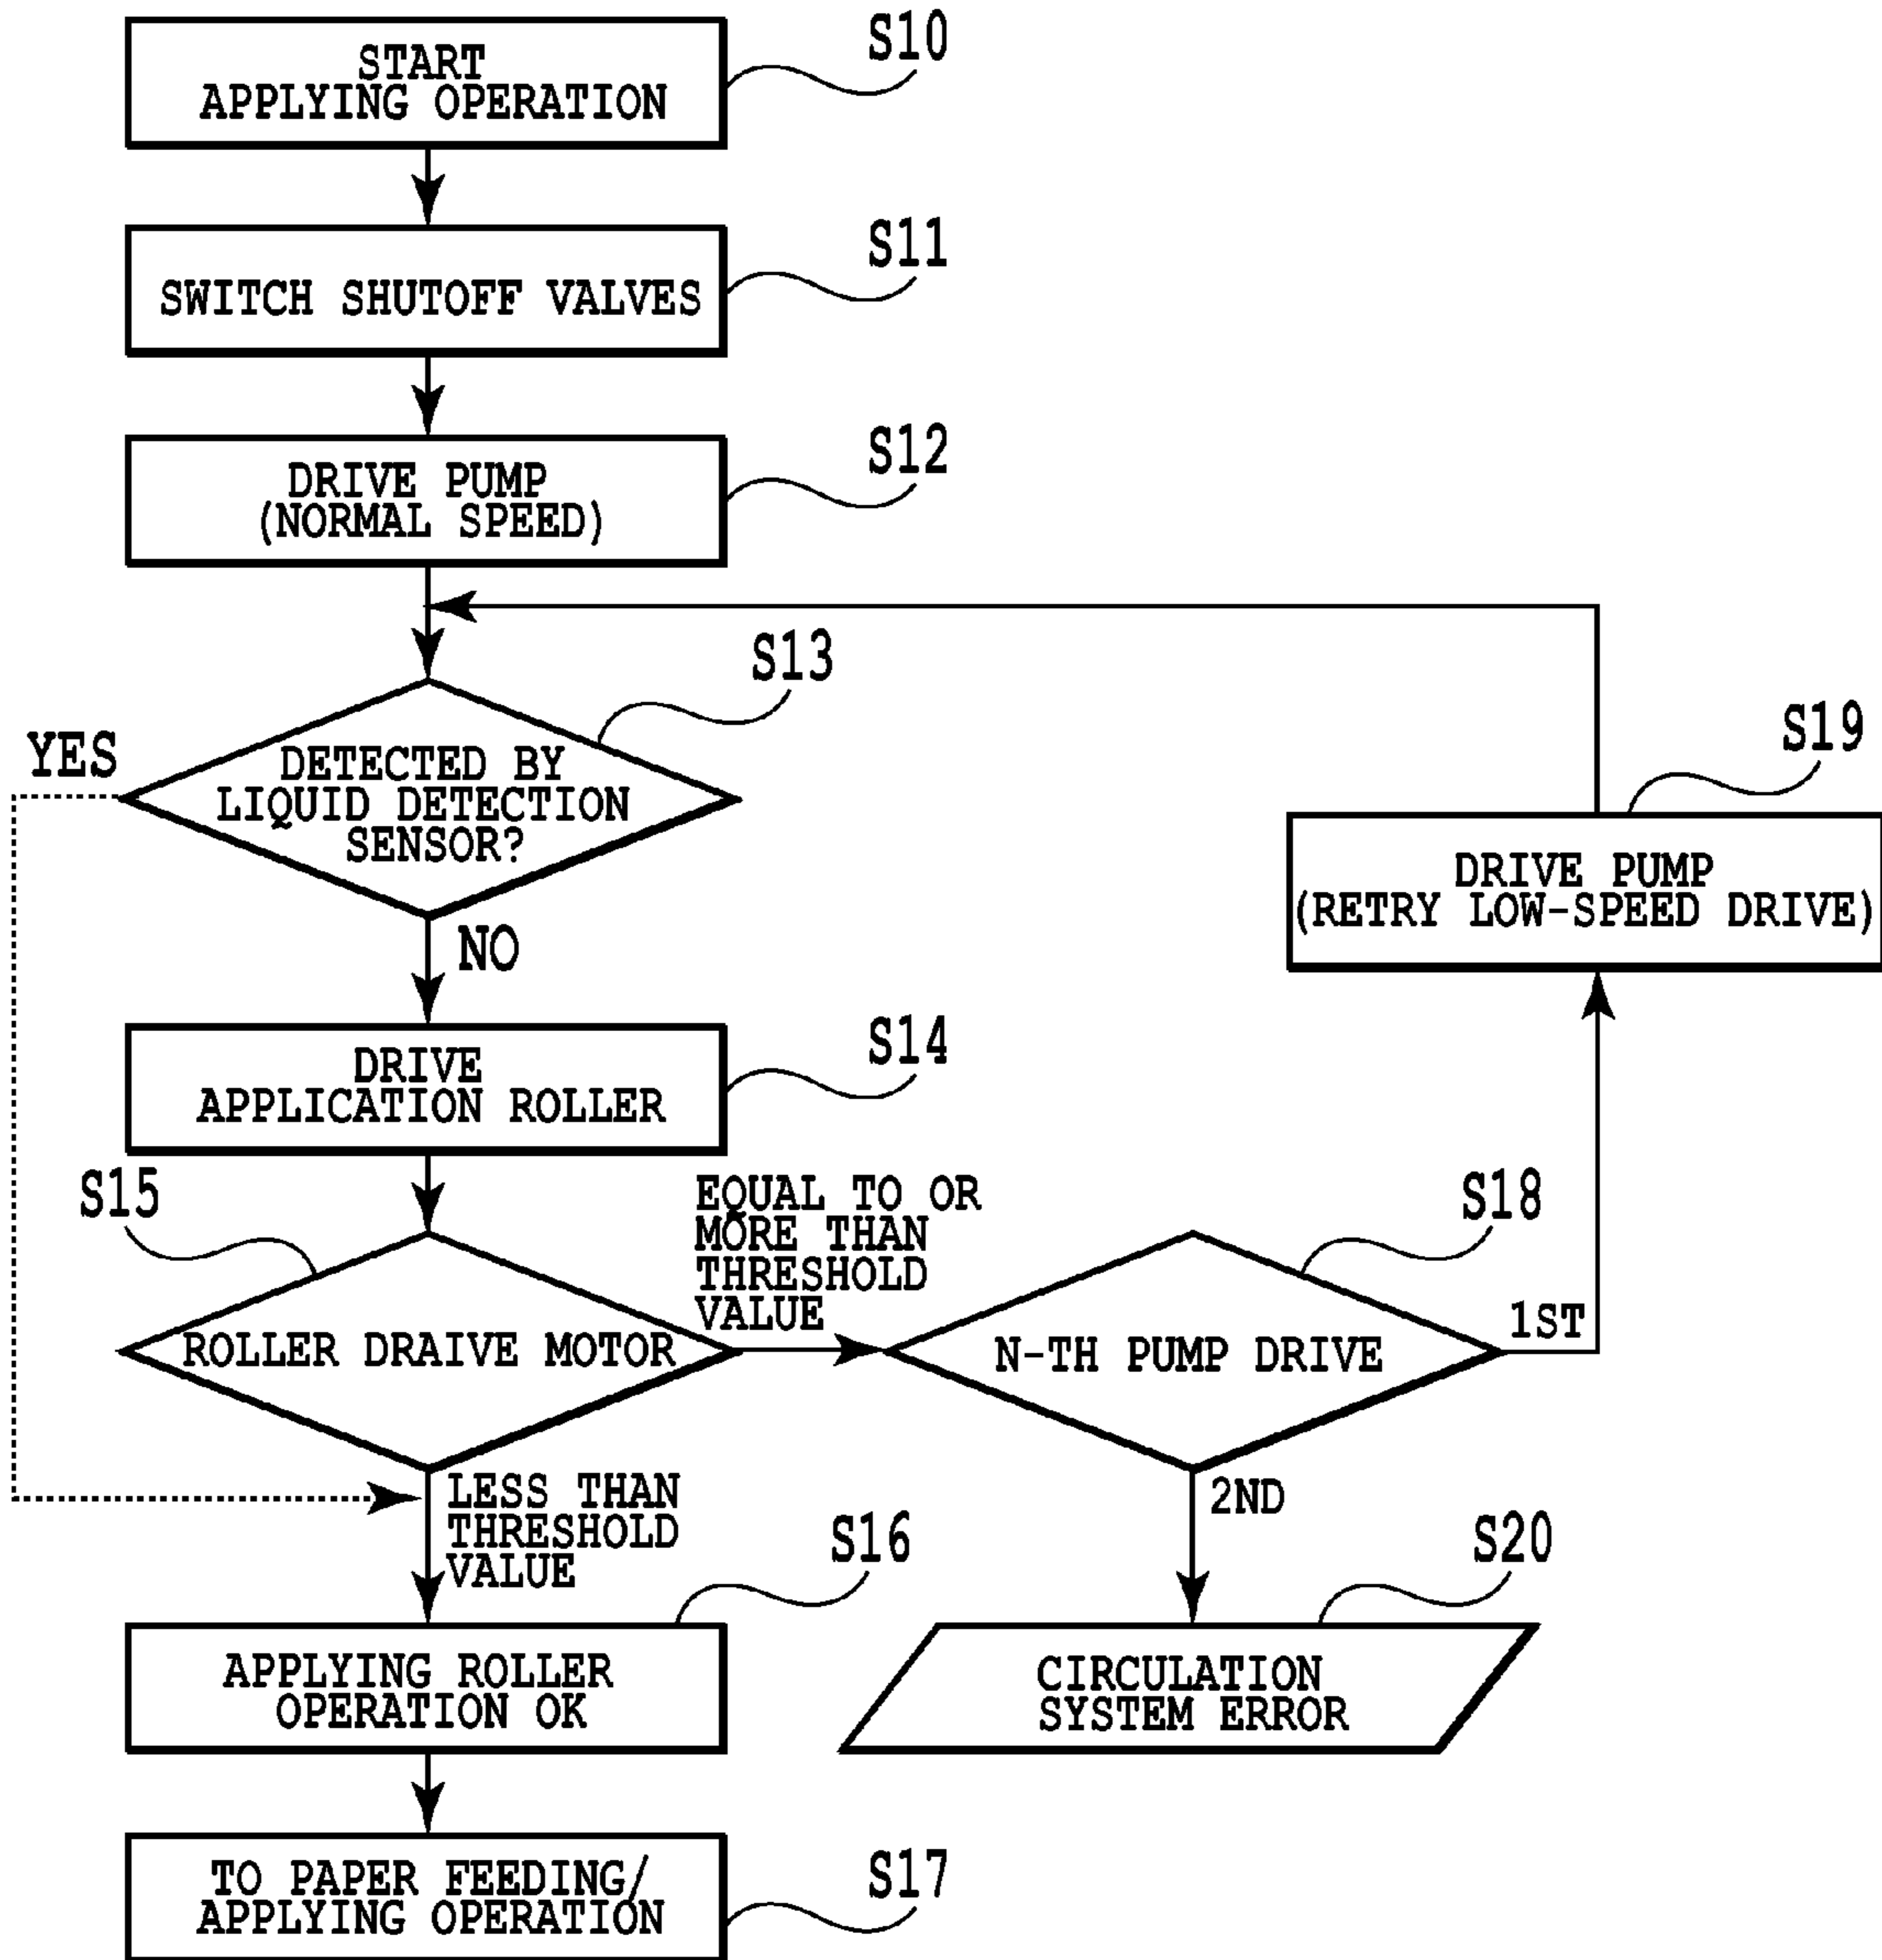 START
APPLYING OPERATION
S10
SWITCH SHUTOFF VALVES
S11
DRIVE PUMP
(NORMAL SPEED)
S12
S13
YES
DETECTED BY
LIQUID DETECTION
SENSOR?
NO
S19
DRIVE PUMP
(RETRY LOW-SPEED DRIVE)
DRIVE
APPLICATION ROLLER
S14
S15
ROLLER DRAIVE MOTOR
EQUAL TO OR
MORE THAN
THRESHOLD
VALUE
S18
N-TH PUMP DRIVE
1ST
2ND
LESS THAN
THRESHOLD
VALUE
S16
APPLYING ROLLER
OPERATION OK
S20
CIRCULATION
SYSTEM ERROR
TO PAPER FEEDING/
APPLYING OPERATION
S17